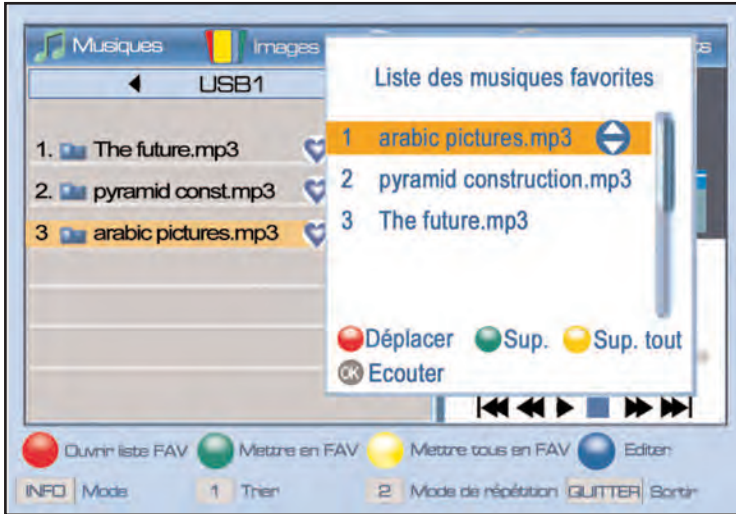 Musiques Images
USB1
1. The future.mp3
2. pyramid const.mp3
3 arabic pictures.mp3
Liste des musiques favorites
1 arabic pictures.mp3
2 pyramid construction.mp3
3 The future.mp3
Déplacer Sup. Sup. tout
OK Ecouter
Ouvrir liste FAV Mettre en FAV Mettre tous en FAV Editer
INFO Mode 1 Trier 2 Mode de répétition QUITTER Sortir